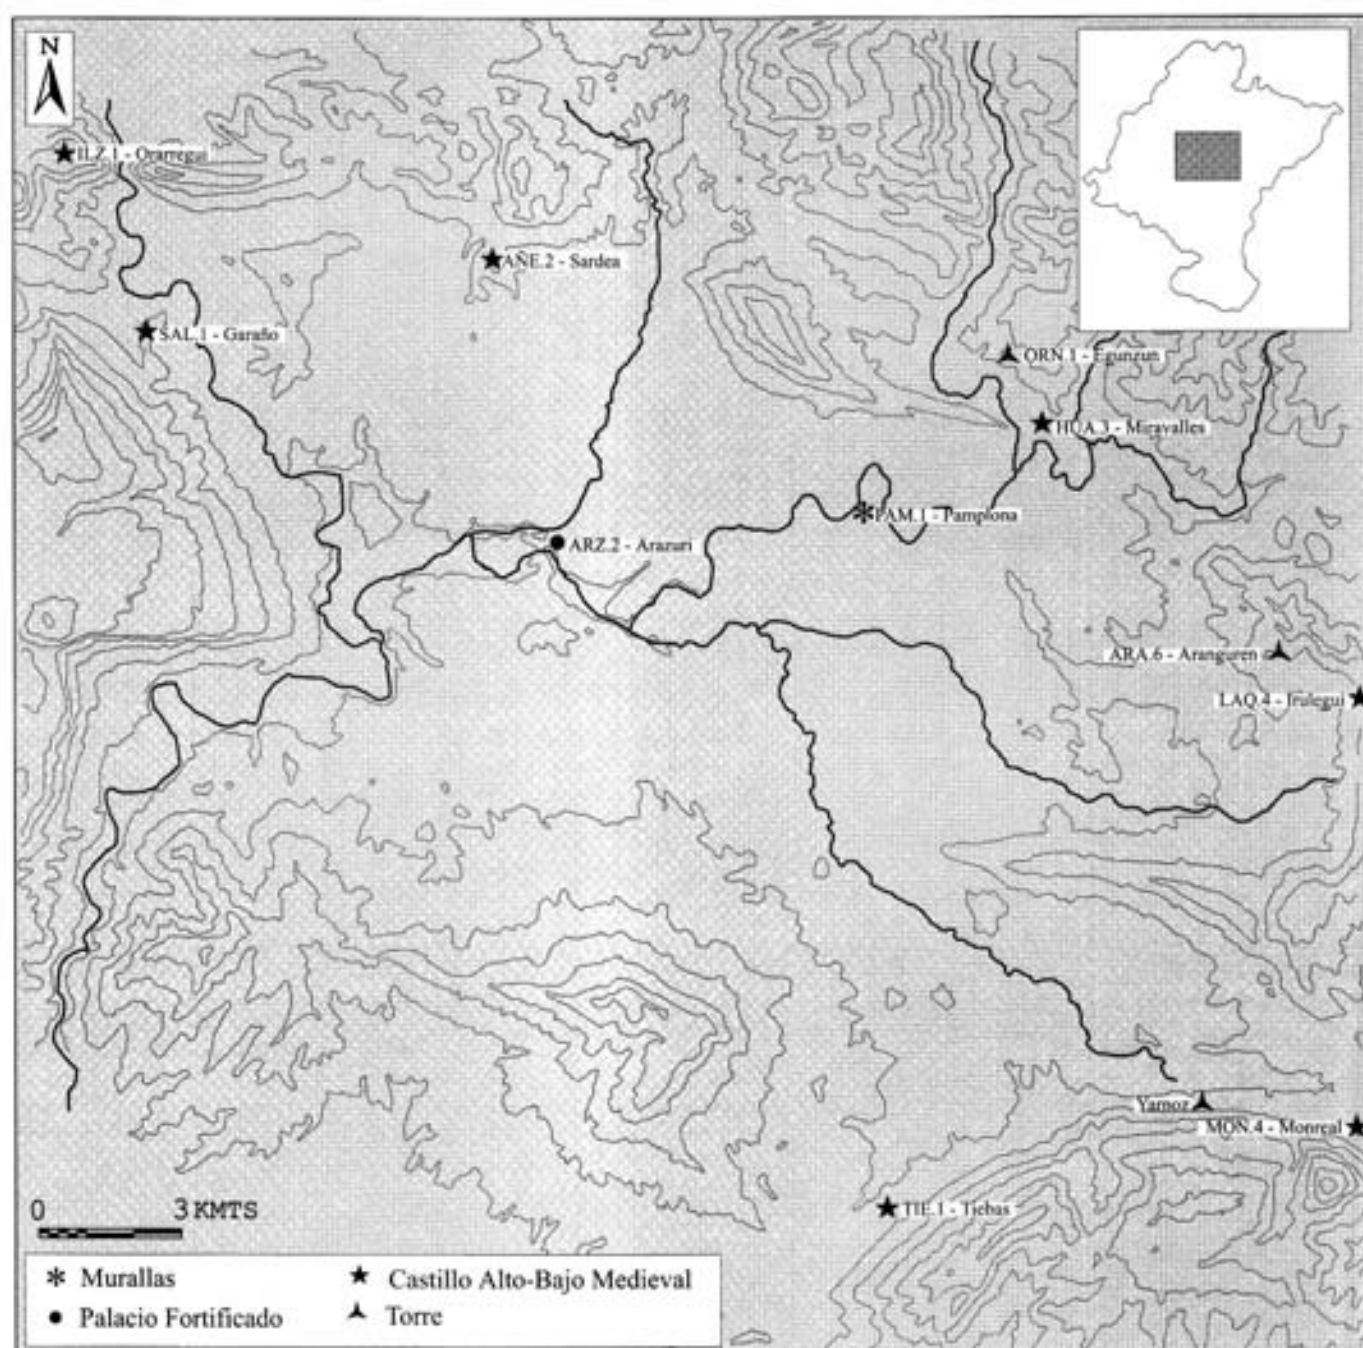 N
ILZ.1 - Orarregui
AÑE.2 - Sardea
SAL.1 - Garaño
ORN.1 - Egunzun
HUA.3 - Miravalles
PAM.1 - Pamplona
ARZ.2 - Arazuri
ARA.6 - Aranguren
LAQ.4 - Irulegui
Yarnoz
MON.4 - Monreal
TIE.1 - Tiebas
0 3 KMTS
Murallas
Castillo Alto-Bajo Medieval
Palacio Fortificado
Torre